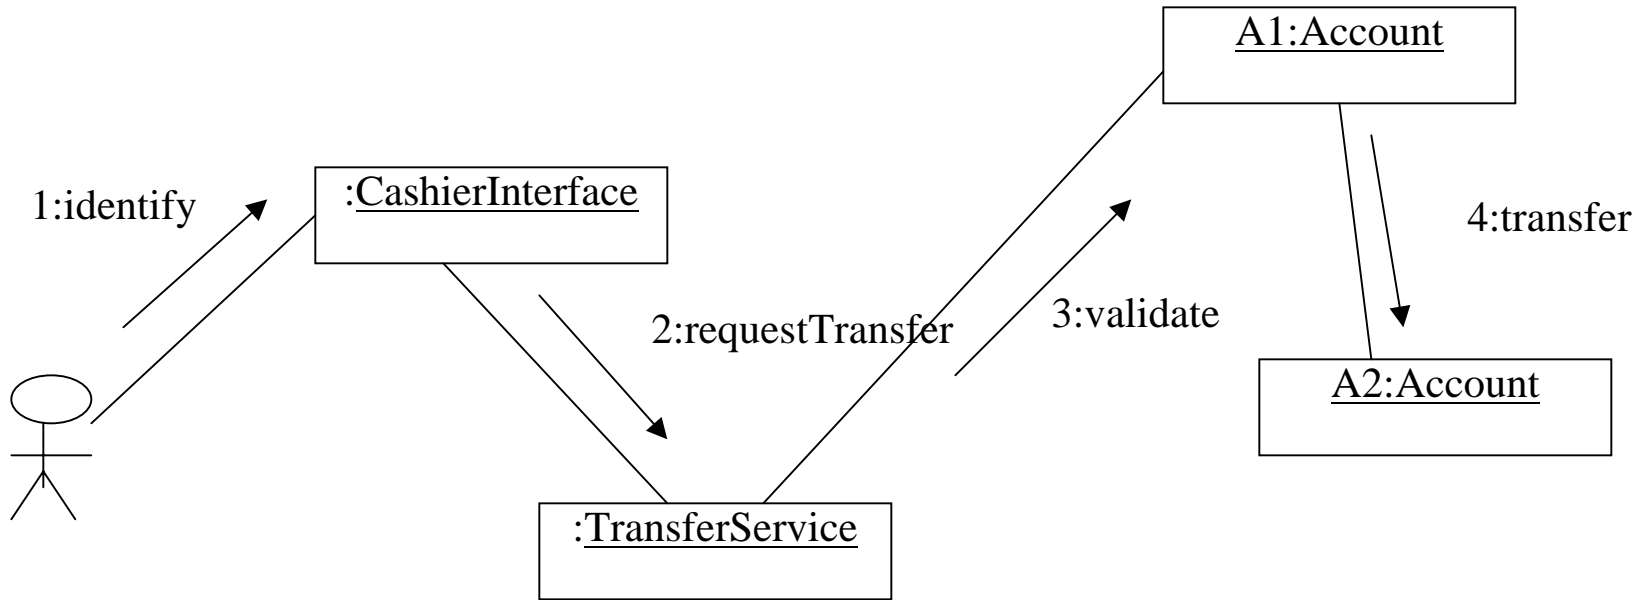 A1:Account
1:identify
:CashierInterface
4:transfer
2:requestTransfer
3:validate
A2:Account
:TransferService